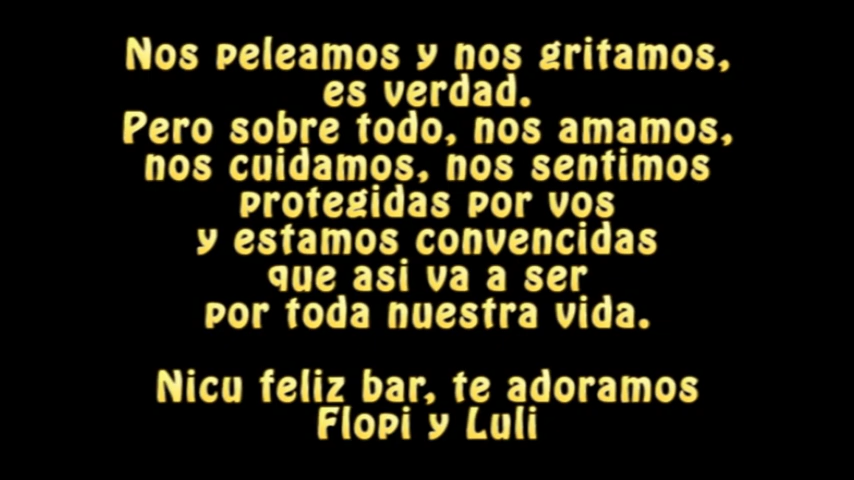 Nos peleamos y nos gritamos,
es verdad.
Pero sobre todo, nos amamos,
nos cuidamos, nos sentimos
protegidas por vos
y estamos convencidas
que asi va a ser
por toda nuestra vida.
Nicu feliz bar, te adoramos
Flopi y Luli